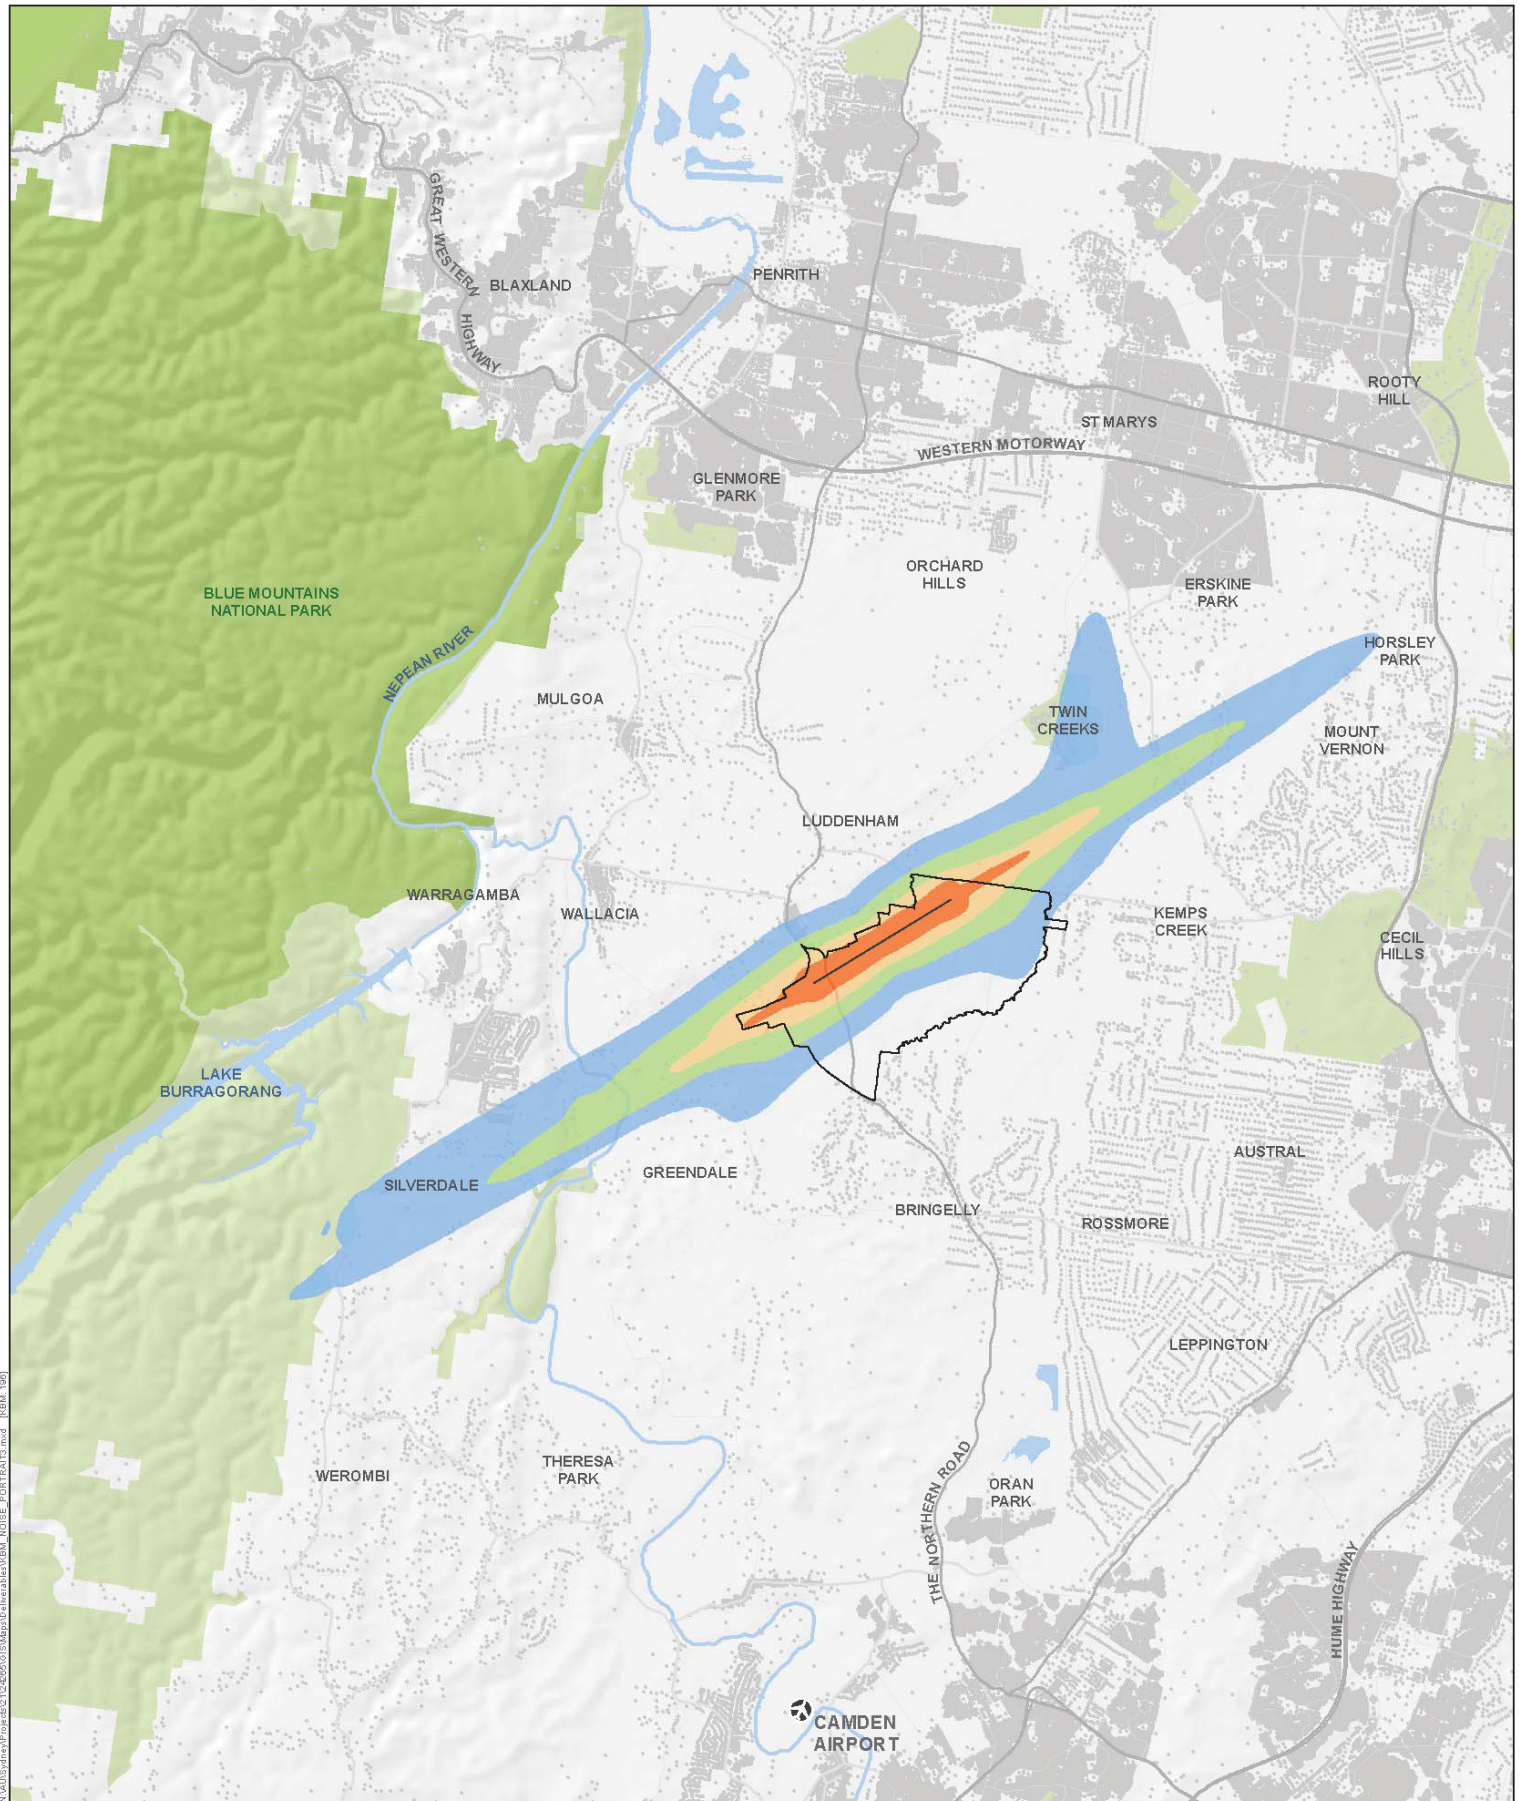 GREAT WESTERN
HIGHWAY
BLAXLAND
PENRITH
ROOTY
HILL
ST MARYS
WESTERN MOTORWAY
GLENMORE
PARK
ORCHARD
HILLS
ERSKINE
PARK
BLUE MOUNTAINS
NATIONAL PARK
NEPEAN RIVER
HORSLEY
PARK
MULGOA
TWIN
CREEKS
MOUNT
VERNON
LUDDENHAM
WARRAGAMBA
WALLACIA
KEMPS
CREEK
CECIL
HILLS
LAKE
BURRAGORANG
SILVERDALE
GREENDALE
AUSTRAL
BRINGELLY
ROSSMORE
LEPPINGTON
WEROMBI
THERESA
PARK
THE NORTHERN ROAD
ORAN
PARK
HUME HIGHWAY
CAMDEN
AIRPORT